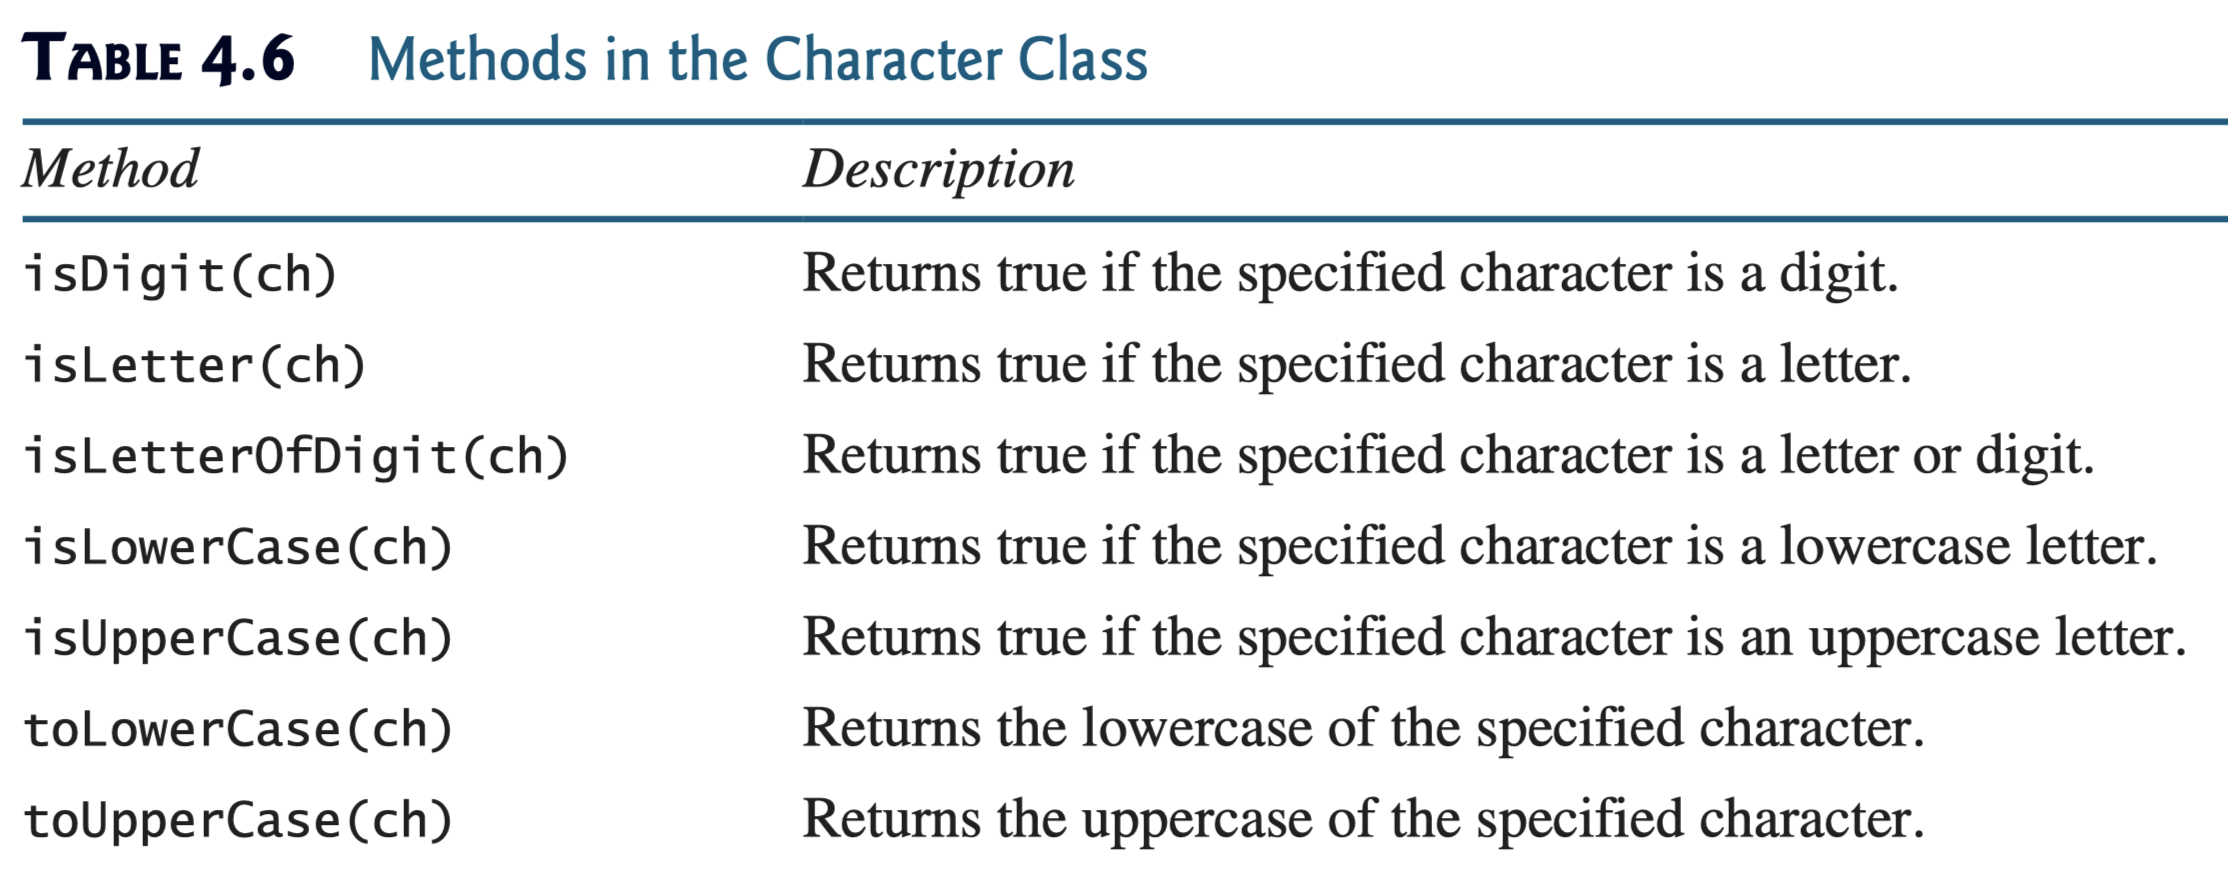 TABLE 4.6 Methods in the Character Class
Method Description
isDigit(ch) Returns true if the specified character is a digit.
isLetter(ch) Returns true if the specified character is a letter.
isLetterOfDigit(ch) Returns true if the specified character is a letter or digit.
isLowerCase(ch) Returns true if the specified character is a lowercase letter.
isUpperCase(ch) Returns true if the specified character is an uppercase letter.
toLowerCase(ch) Returns the lowercase of the specified character.
toUpperCase(ch) Returns the uppercase of the specified character.